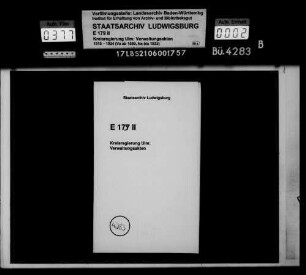 Verfilmungsstelle: Landesarchiv Baden-Württemberg
Institut für Erhaltung von Archiv- und Bibliotheksgut
STAATSARCHIV LUDWIGSBURG
E 179 II
Kreisregierung Ulm: Verwaltungsakten
0377
0002
17LBS2106001757
Bü. 4283
B
Staatsarchiv Ludwigsburg
E 179 II
Kreisregierung Ulm:
Verwaltungsakten